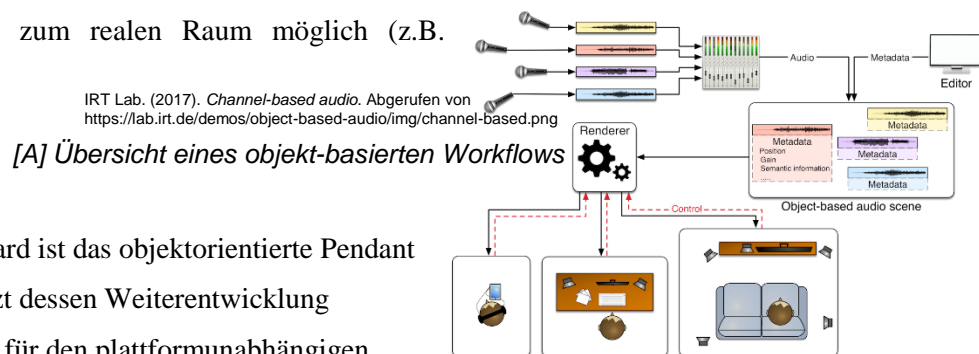 zum realen Raum möglich (z.B.
IRT Lab. (2017). Channel-based audio. Abgerufen von
https://lab.irt.de/demos/object-based-audio/img/channel-based.png
[A] Übersicht eines objekt-basierten Workflows
ard ist das objektorientierte Pendant
zt dessen Weiterentwicklung
für den plattformunabhängigen
Audio
Metadata
Editor
Metadata
Metadata
Position
Gain
Semantic information
.....
Metadata
Metadata
Object-based audio scene
Renderer
Control